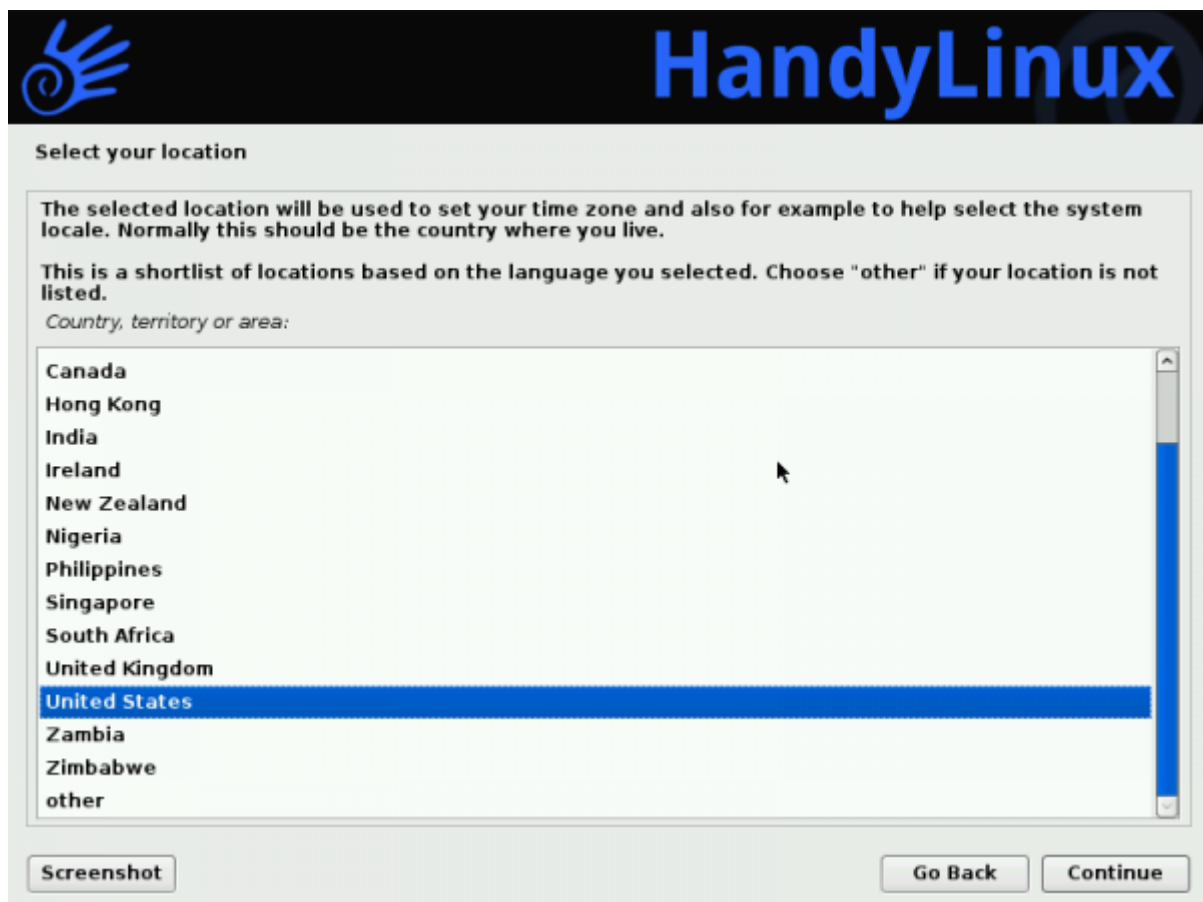 HandyLinux
Select your location
The selected location will be used to set your time zone and also for example to help select the system
locale. Normally this should be the country where you live.
This is a shortlist of locations based on the language you selected. Choose "other" if your location is not
listed.
Country, territory or area:
Canada
Hong Kong
India
Ireland
New Zealand
Nigeria
Philippines
Singapore
South Africa
United Kingdom
United States
Zambia
Zimbabwe
other
Screenshot
Go Back
Continue